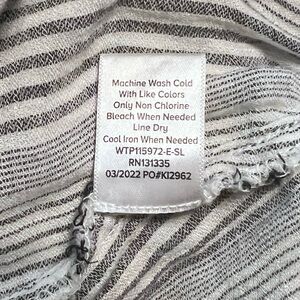 Machine Wash Cold
With Like Colors
Only Non Chlorine
Bleach When Needed
Line Dry
Cool Iron When Needed
WTP115972-E-SL
RN131335
03/2022 PO#KI2962